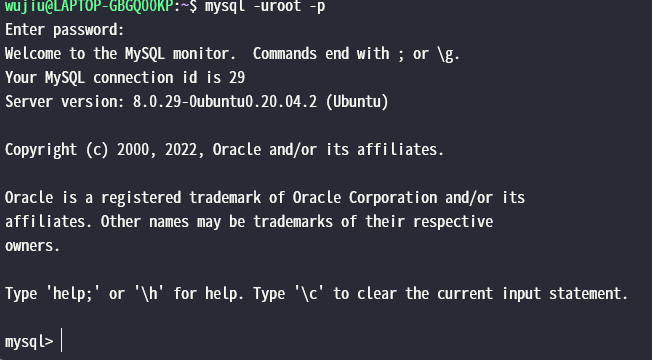 wujiu@LAPTOP-GBGQ00KP:~$ mysql -uroot -p
Enter password:
Welcome to the MySQL monitor.  Commands end with ; or \g.
Your MySQL connection id is 29
Server version: 8.0.29-0ubuntu0.20.04.2 (Ubuntu)
Copyright (c) 2000, 2022, Oracle and/or its affiliates.
Oracle is a registered trademark of Oracle Corporation and/or its
affiliates. Other names may be trademarks of their respective
owners.
Type 'help;' or '\h' for help. Type '\c' to clear the current input statement.
mysql>